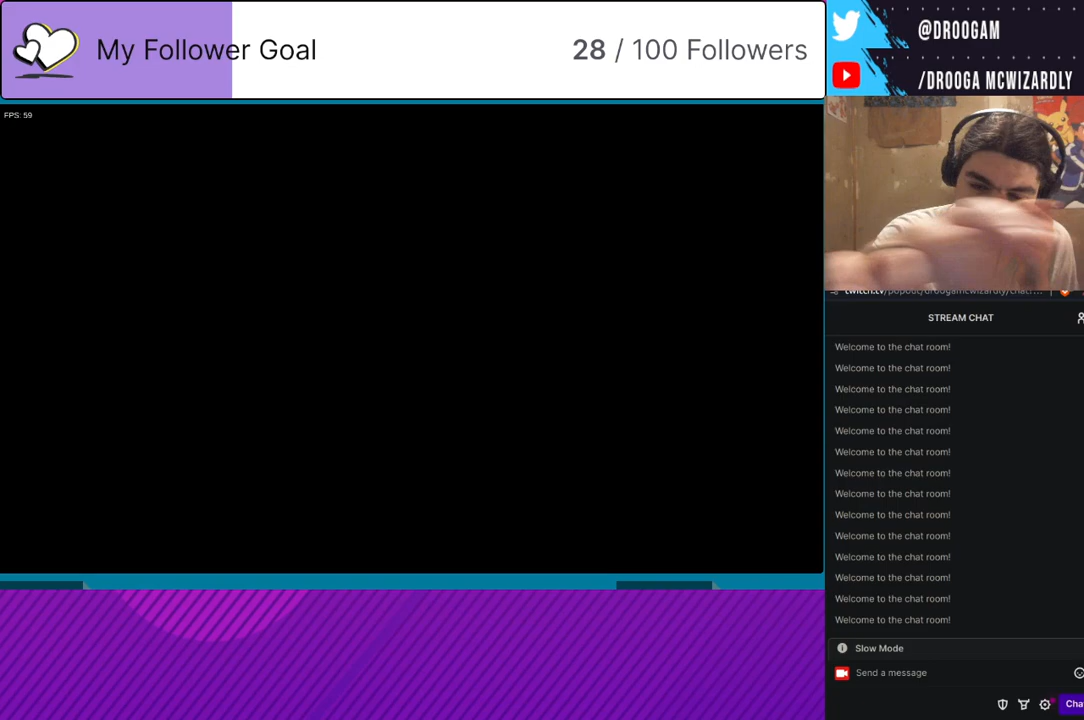 My Follower Goal
28 / 100 Followers
@DROOGAM
/DROOGA MCWIZARDLY
FPS: 59
STREAM CHAT
Welcome to the chat room!
Welcome to the chat room!
Welcome to the chat room!
Welcome to the chat room!
Welcome to the chat room!
Welcome to the chat room!
Welcome to the chat room!
Welcome to the chat room!
Welcome to the chat room!
Welcome to the chat room!
Welcome to the chat room!
Welcome to the chat room!
Welcome to the chat room!
Welcome to the chat room!
Slow Mode
Send a message
Cha